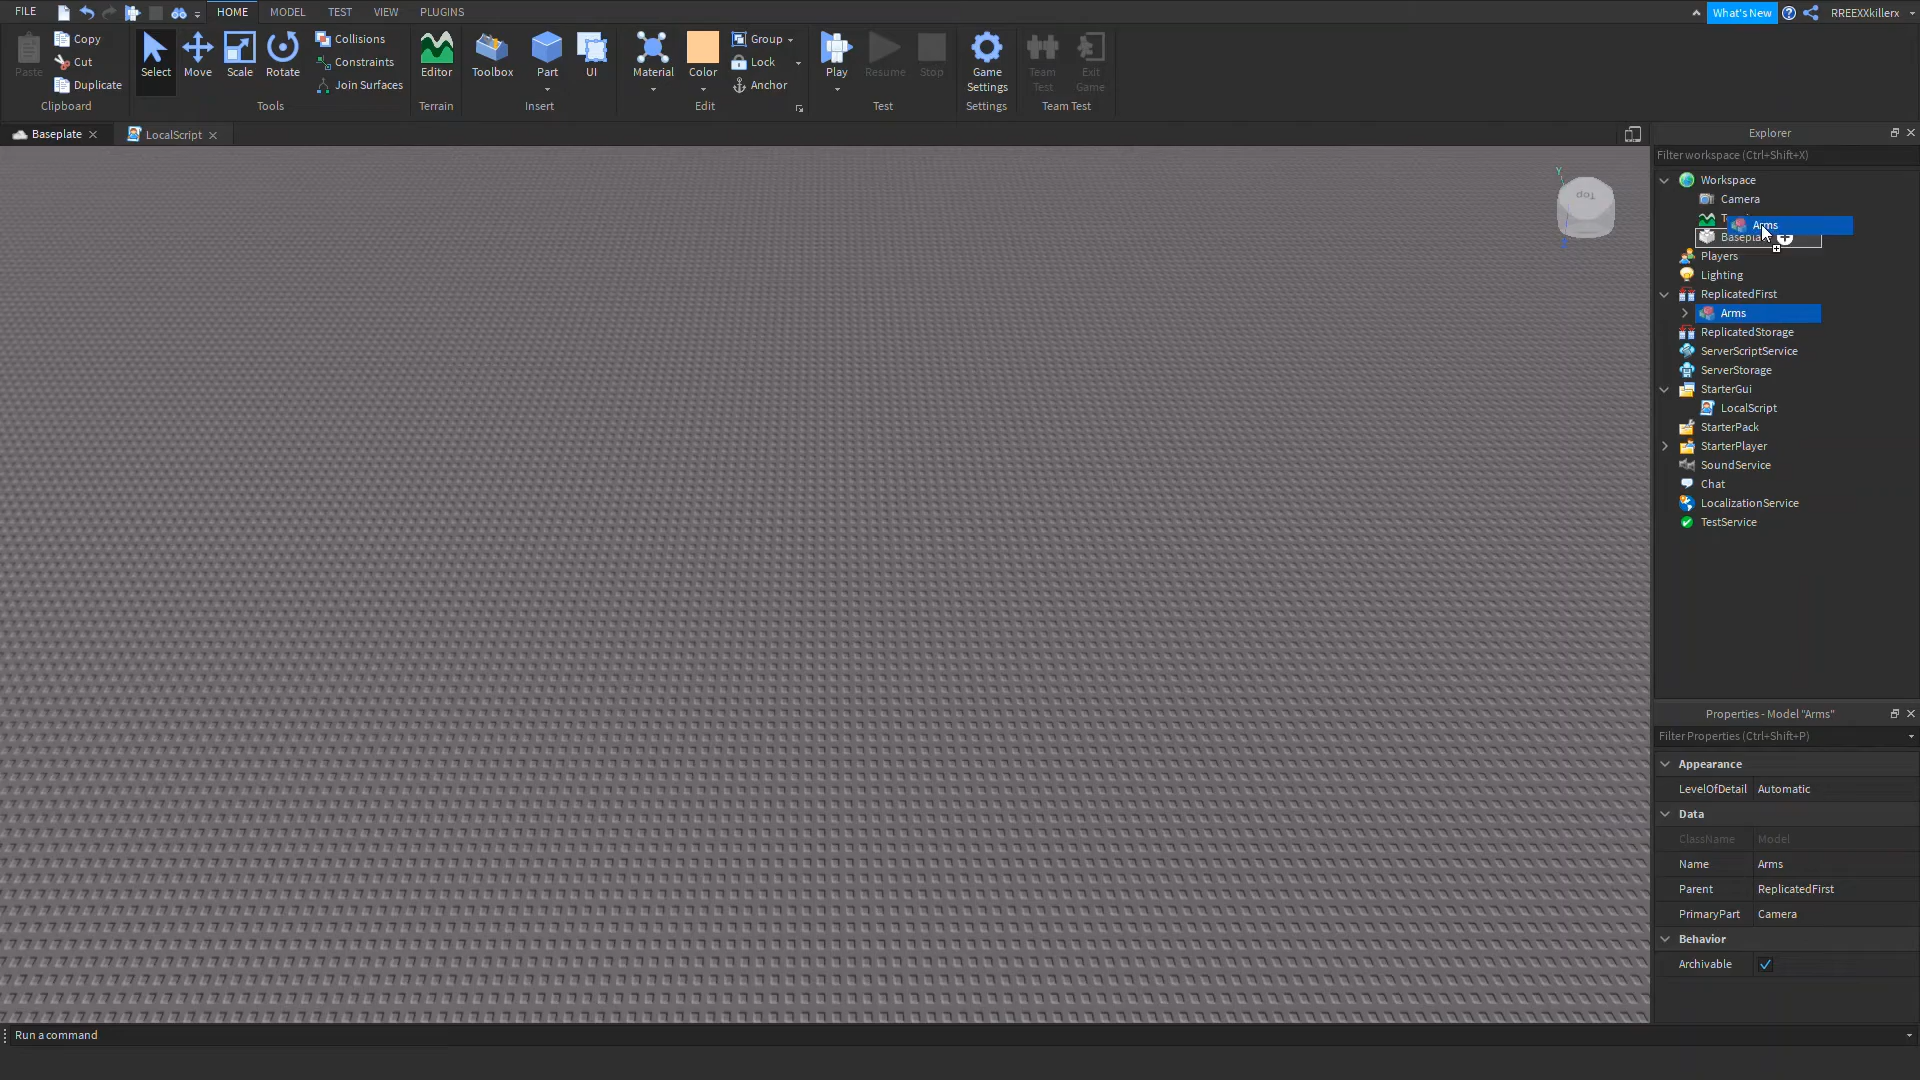 FILE
HOME
MODEL
TEST
VIEW
PLUGINS
What's New
RREEXXkillerx
Paste
Copy
Cut
Duplicate
Clipboard
Select
Move
Scale
Rotate
Collisions
Constraints
Join Surfaces
Tools
Editor
Terrain
Toolbox
Part
UI
Insert
Material
Color
Group
Lock
Anchor
Edit
Play
Resume
Stop
Test
Game
Settings
Settings
Team
Test
Exit
Game
Team Test
Baseplate
LocalScript
Top
Y
Explorer
Filter workspace (Ctrl+Shift+X)
Workspace
Camera
Arms
Basepla
Players
Lighting
ReplicatedFirst
Arms
ReplicatedStorage
ServerScriptService
ServerStorage
StarterGui
LocalScript
StarterPack
StarterPlayer
SoundService
Chat
LocalizationService
TestService
Properties - Model "Arms"
Filter Properties (Ctrl+Shift+P)
Appearance
LevelOfDetail Automatic
Data
ClassName Model
Name Arms
Parent ReplicatedFirst
PrimaryPart Camera
Behavior
Archivable
Run a command